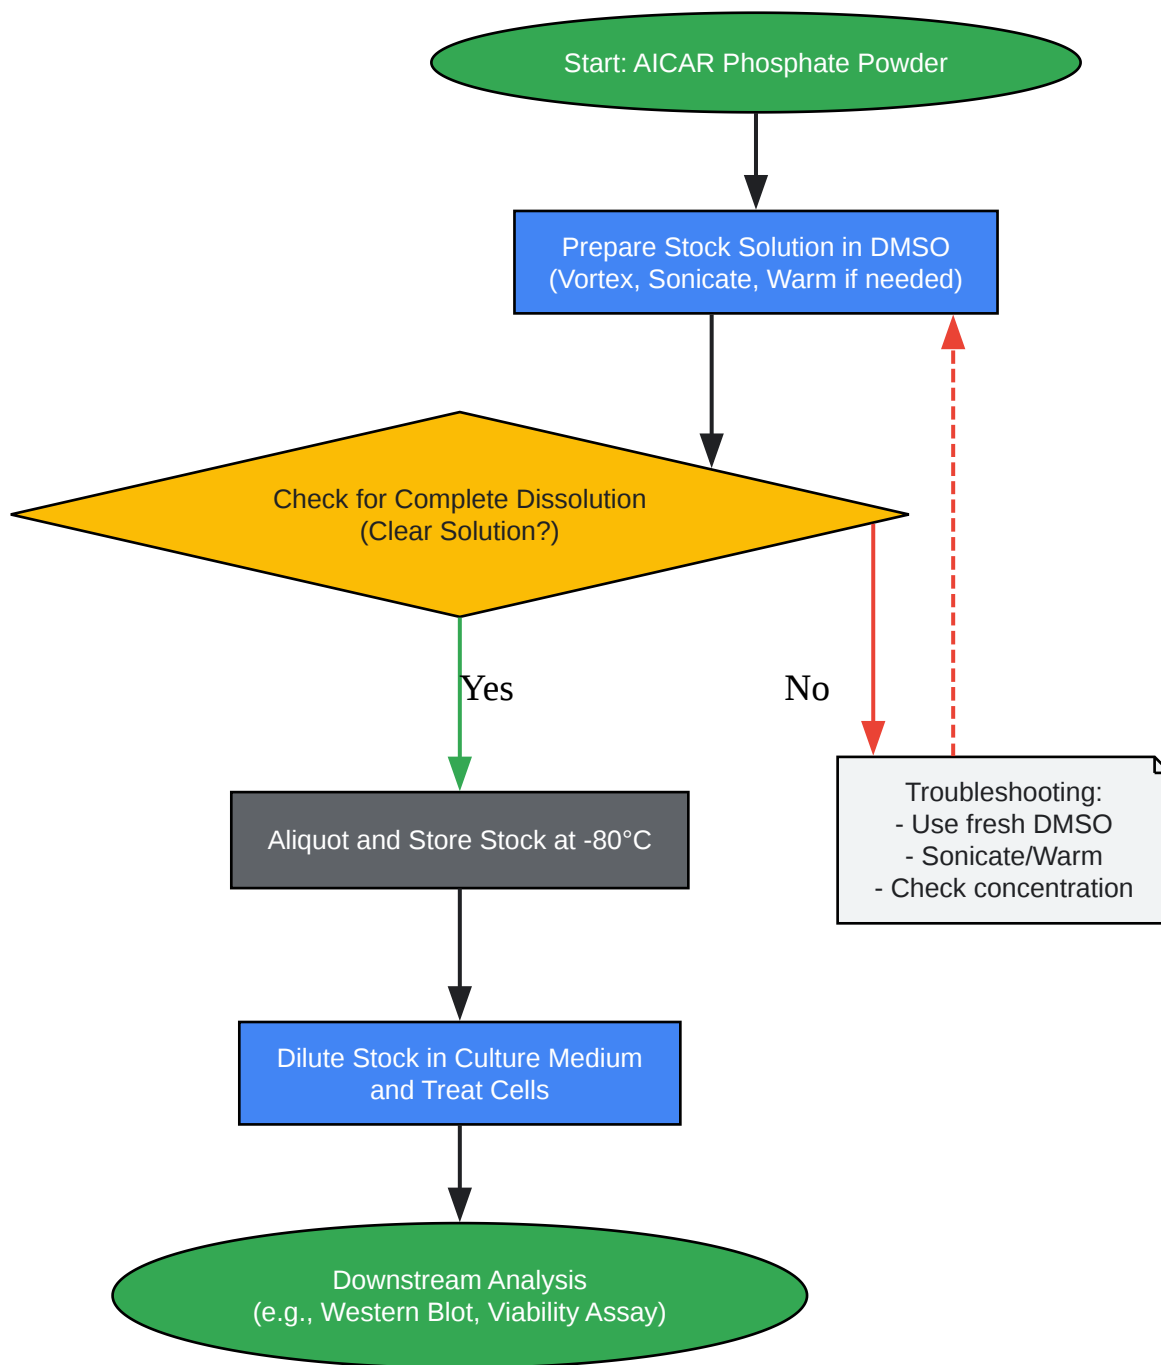 Start: AICAR Phosphate Powder
Prepare Stock Solution in DMSO
(Vortex, Sonicate, Warm if needed)
Check for Complete Dissolution
(Clear Solution?)
Yes
No
Troubleshooting:
- Use fresh DMSO
- Sonicate/Warm
- Check concentration
Aliquot and Store Stock at -80°C
Dilute Stock in Culture Medium
and Treat Cells
Downstream Analysis
(e.g., Western Blot, Viability Assay)